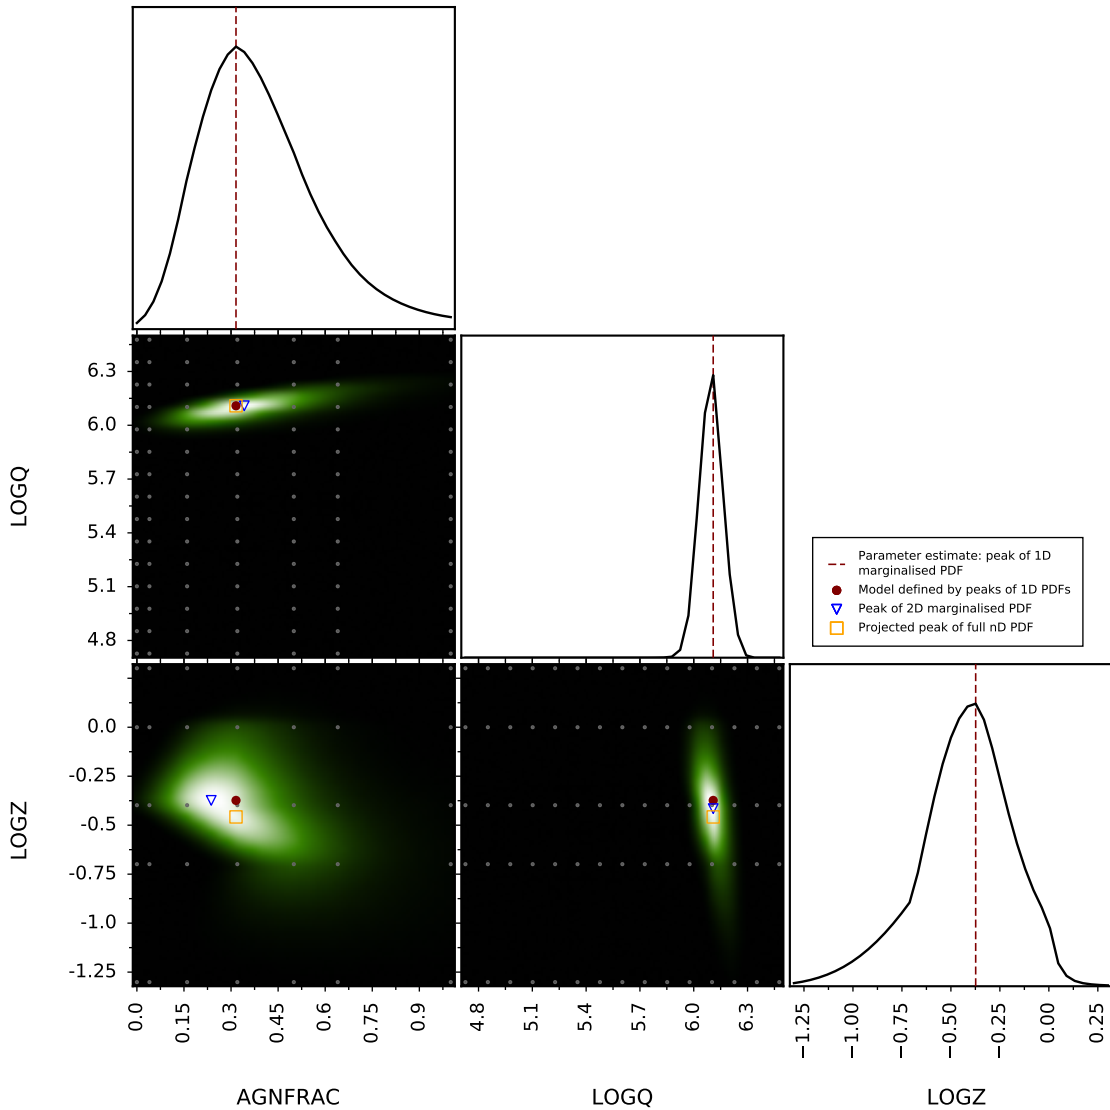 LOGQ
6.3
6.0
5.7
5.4
5.1
4.8
Parameter estimate: peak of 1D
marginalised PDF
Model defined by peaks of 1D PDFs
Peak of 2D marginalised PDF
Projected peak of full nD PDF
LOGZ
0.0
-0.25
-0.5
-0.75
-1.0
-1.25
0.0 0.15 0.3 0.45 0.6 0.75 0.9
4.8 5.1 5.4 5.7 6.0 6.3
−1.25 −1.00 −0.75 −0.50 −0.25 0.00 0.25
AGNFRAC
LOGQ
LOGZ